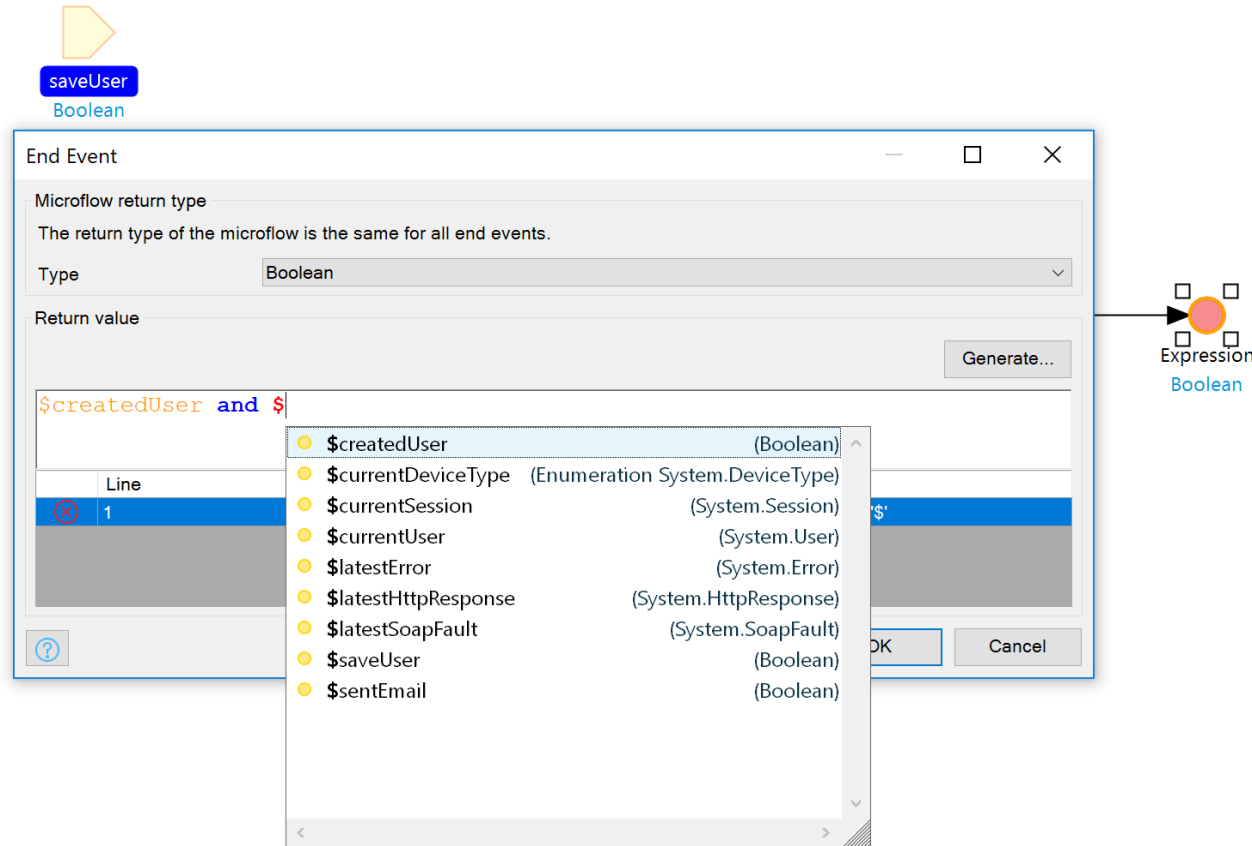 saveUser
Boolean
End Event
Microflow return type
The return type of the microflow is the same for all end events.
Type Boolean
Return value
Generate...
$createdUser and $
$createdUser (Boolean)
$currentDeviceType (Enumeration System.DeviceType)
$currentSession (System.Session)
$currentUser (System.User)
$latestError (System.Error)
$latestHttpResponse (System.HttpResponse)
$latestSoapFault (System.SoapFault)
$saveUser (Boolean)
$sentEmail (Boolean)
Line
1 '$'
OK Cancel
Expression
Boolean